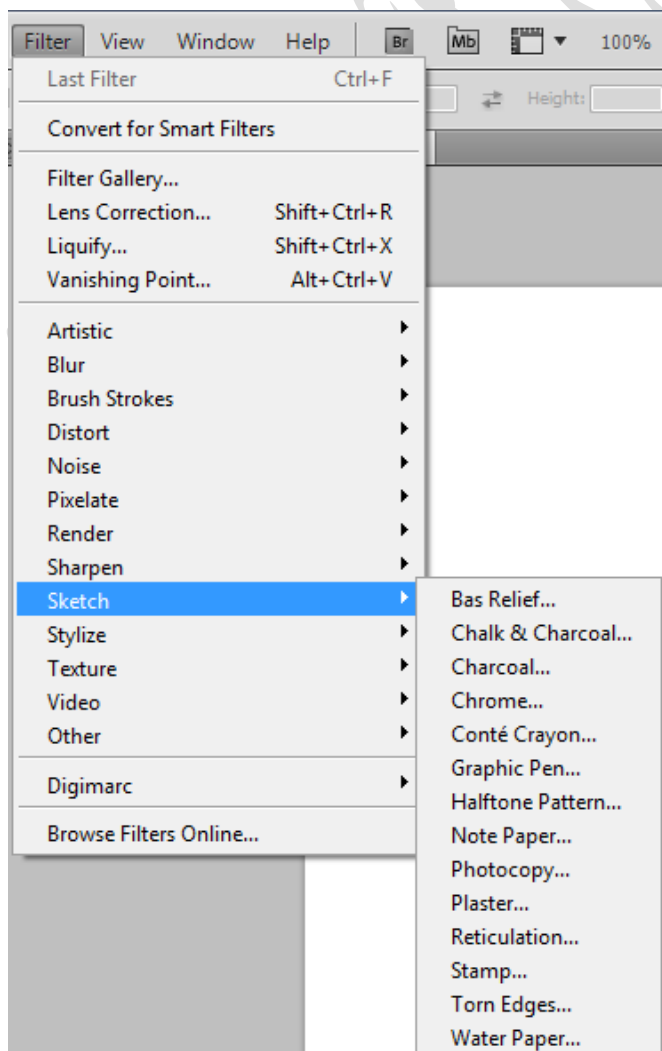 Filter View Window Help Br Mb 100%
Last Filter Ctrl+F
Height:
Convert for Smart Filters
Filter Gallery...
Lens Correction... Shift+Ctrl+R
Liquify... Shift+Ctrl+X
Vanishing Point... Alt+Ctrl+V
Artistic
Blur
Brush Strokes
Distort
Noise
Pixelate
Render
Sharpen
Sketch
Stylize
Texture
Video
Other
Digimarc
Browse Filters Online...
Bas Relief...
Chalk & Charcoal...
Charcoal...
Chrome...
Conté Crayon...
Graphic Pen...
Halftone Pattern...
Note Paper...
Photocopy...
Plaster...
Reticulation...
Stamp...
Torn Edges...
Water Paper...